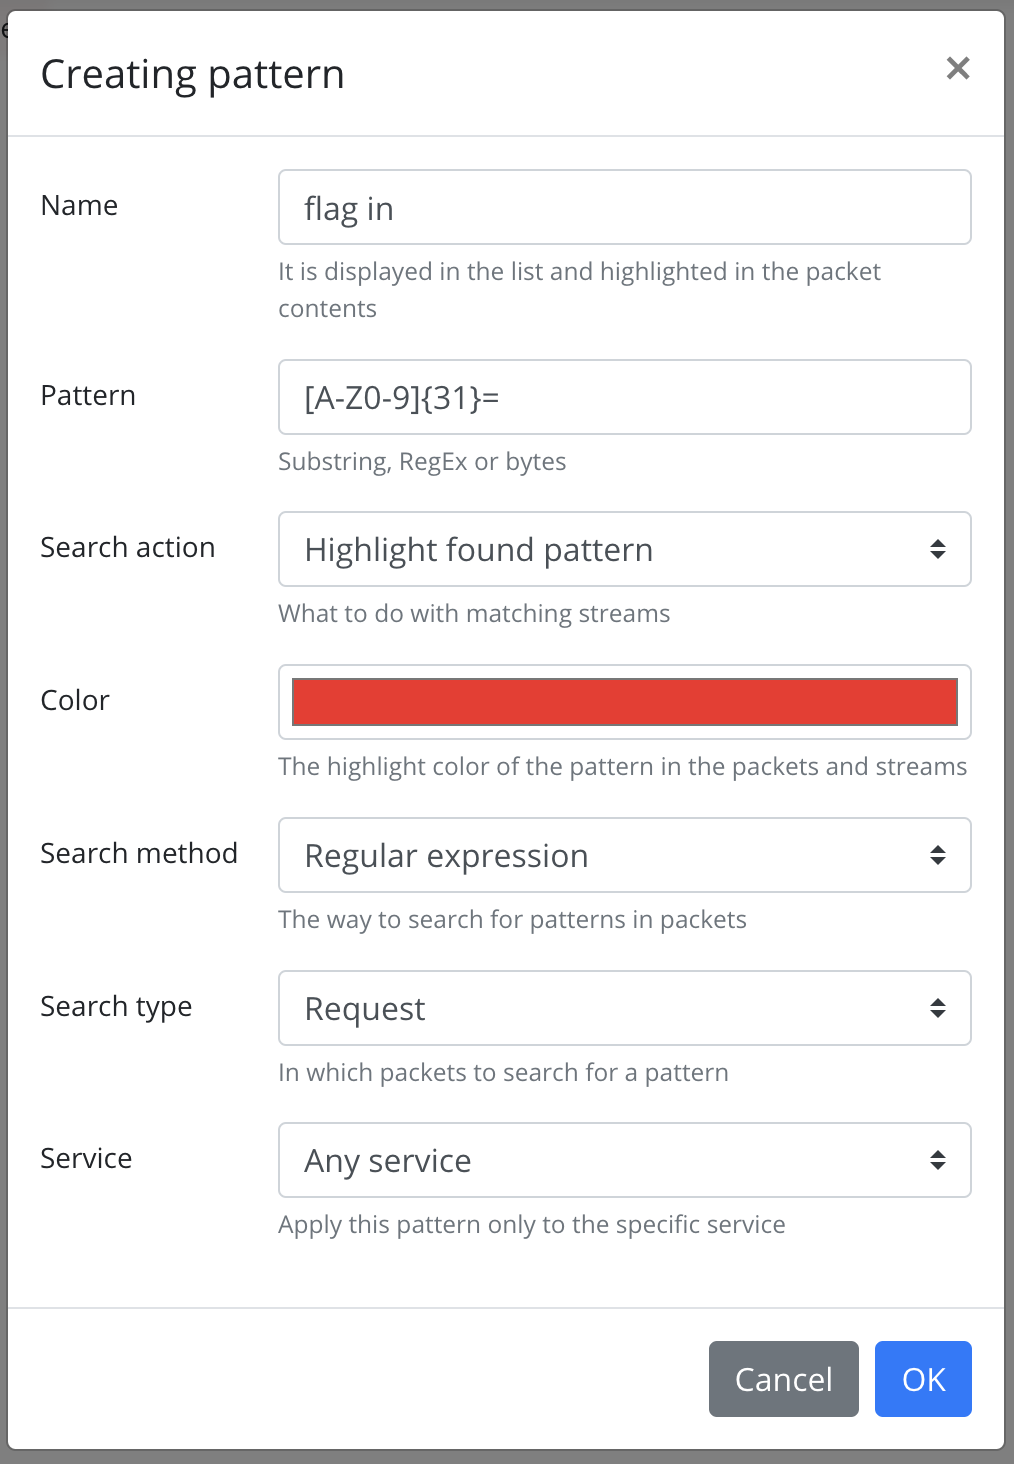 Creating pattern ×
Name
flag in
It is displayed in the list and highlighted in the packet
contents
Pattern
[A-Z0-9]{31}=
Substring, RegEx or bytes
Search action
Highlight found pattern
What to do with matching streams
Color
The highlight color of the pattern in the packets and streams
Search method
Regular expression
The way to search for patterns in packets
Search type
Request
In which packets to search for a pattern
Service
Any service
Apply this pattern only to the specific service
Cancel
OK